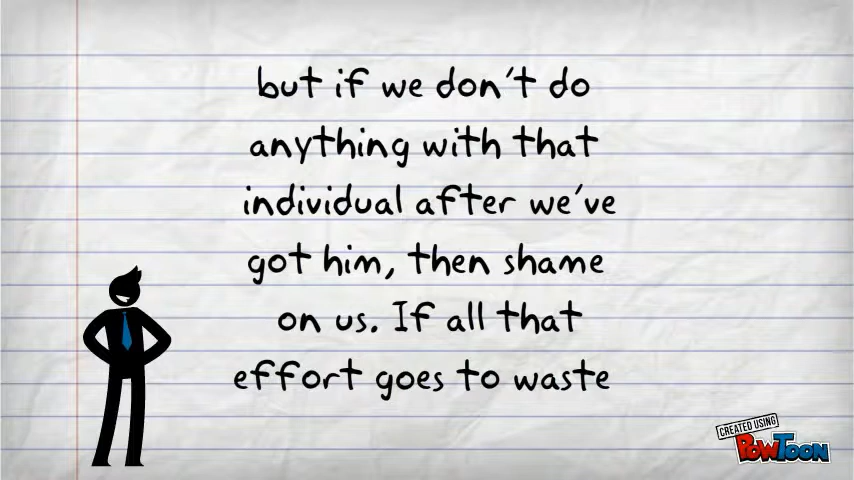 but if we don't do
anything with that
individual after we've
got him, then shame
on us. If all that
effort goes to waste
CREATED USING
POWTOON